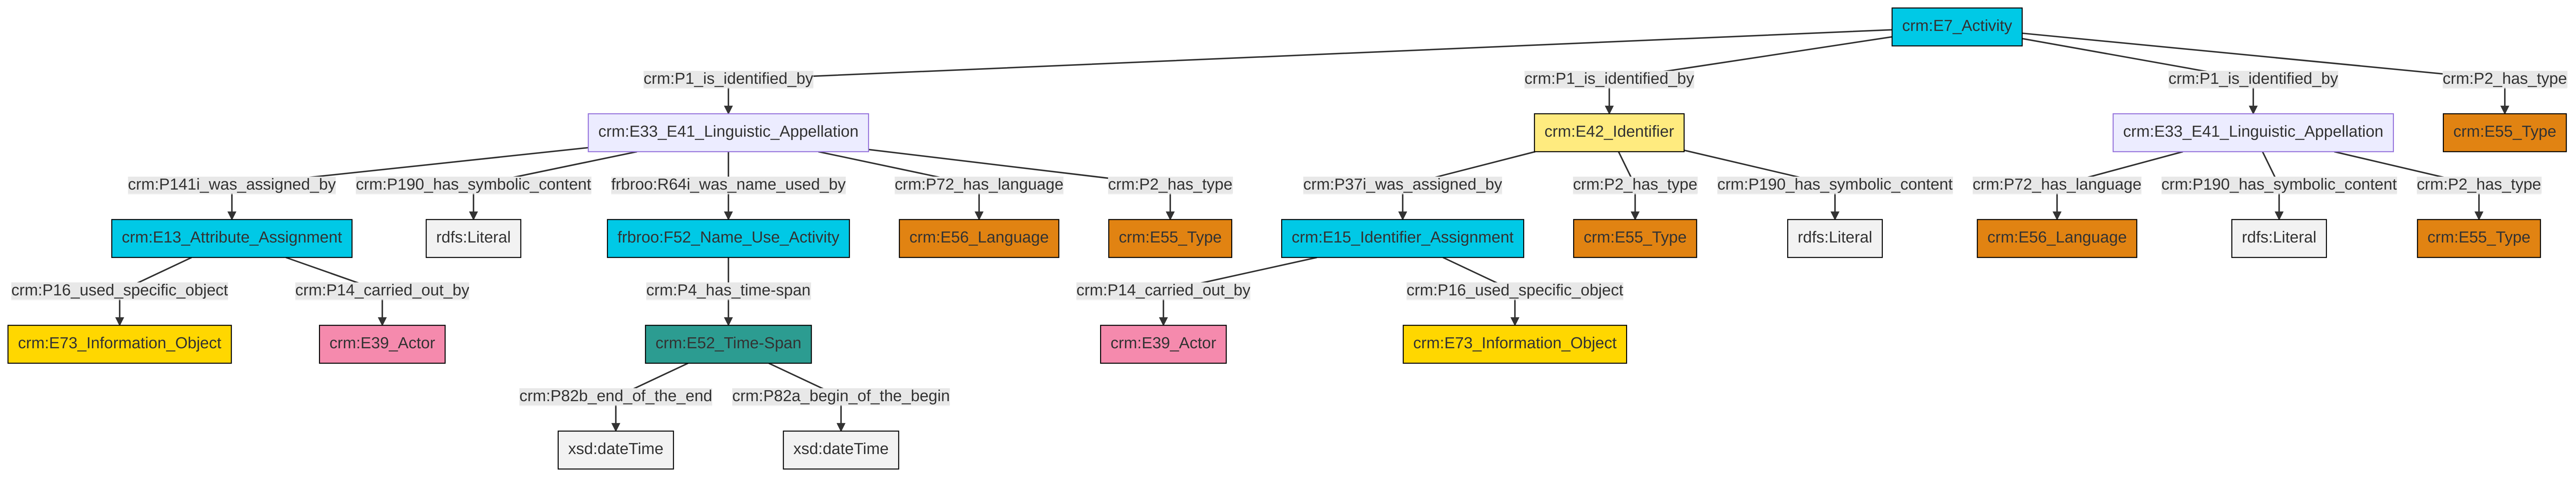 crm:E7_Activity
crm:P1_is_identified_by
crm:P1_is_identified_by
crm:P1_is_identified_by
crm:P2_has_type
crm:E33_E41_Linguistic_Appellation
crm:E42_Identifier
crm:E33_E41_Linguistic_Appellation
crm:E55_Type
crm:P141i_was_assigned_by
crm:P190_has_symbolic_content
frbroo:R64i_was_name_used_by
crm:P72_has_language
crm:P2_has_type
crm:P37i_was_assigned_by
crm:P2_has_type
crm:P190_has_symbolic_content
crm:P72_has_language
crm:P190_has_symbolic_content
crm:P2_has_type
crm:E13_Attribute_Assignment
rdfs:Literal
frbroo:F52_Name_Use_Activity
crm:E56_Language
crm:E55_Type
crm:E15_Identifier_Assignment
crm:E55_Type
rdfs:Literal
crm:E56_Language
rdfs:Literal
crm:E55_Type
crm:P16_used_specific_object
crm:P14_carried_out_by
crm:P4_has_time-span
crm:P14_carried_out_by
crm:P16_used_specific_object
crm:E73_Information_Object
crm:E39_Actor
crm:E52_Time-Span
crm:E39_Actor
crm:E73_Information_Object
crm:P82b_end_of_the_end
crm:P82a_begin_of_the_begin
xsd:dateTime
xsd:dateTime